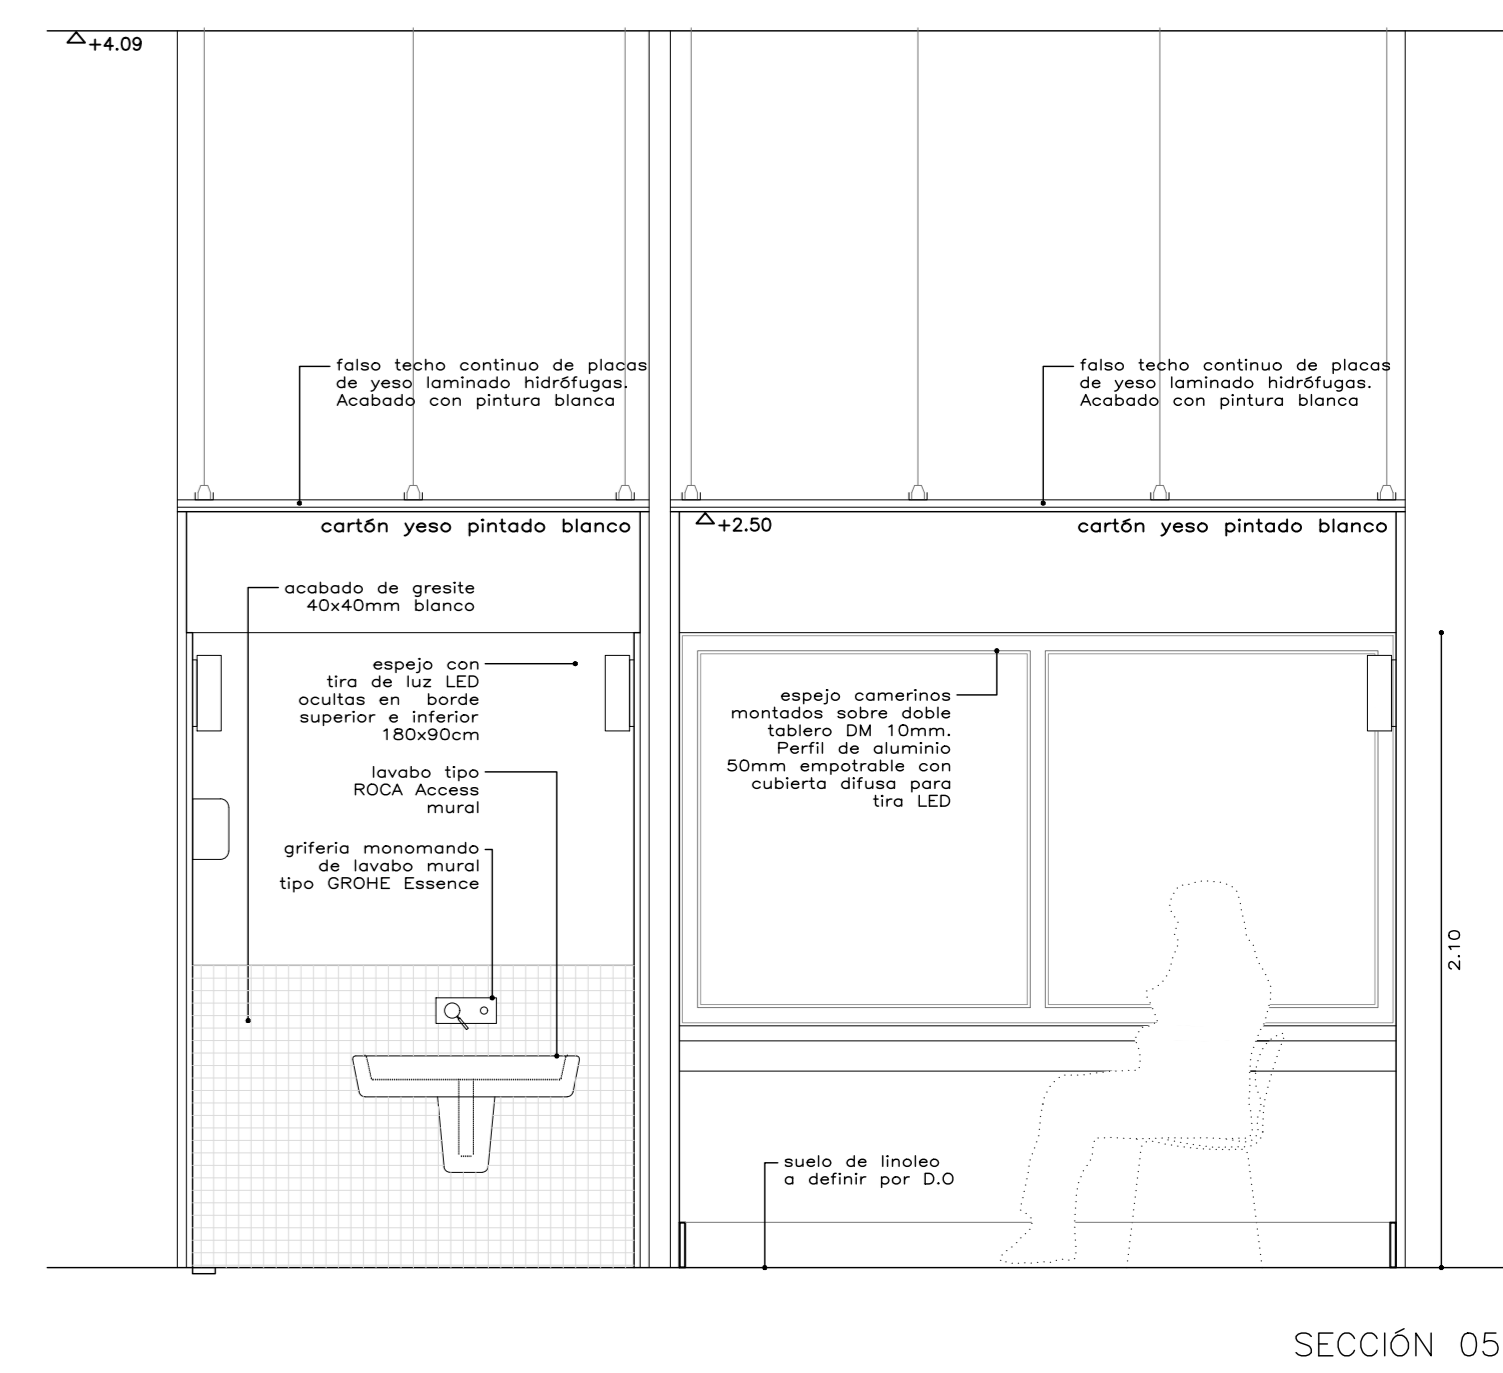 +4.09
falso techo continuo de placas
de yeso laminado hidrófugas.
Acabado con pintura blanca
falso techo continuo de placas
de yeso laminado hidrófugas.
Acabado con pintura blanca
cartón yeso pintado blanco
+2.50
cartón yeso pintado blanco
acabado de gresite
40x40mm blanco
espejo con
tira de luz LED
ocultas en borde
superior e inferior
180x90cm
lavabo tipo
ROCA Access
mural
griferia monomando
de lavabo mural
tipo GROHE Essence
espejo camerinos
montados sobre doble
tablero DM 10mm.
Perfil de aluminio
50mm empotrable con
cubierta difusa para
tira LED
2.10
suelo de linoleo
a definir por D.O
SECCIÓN 05